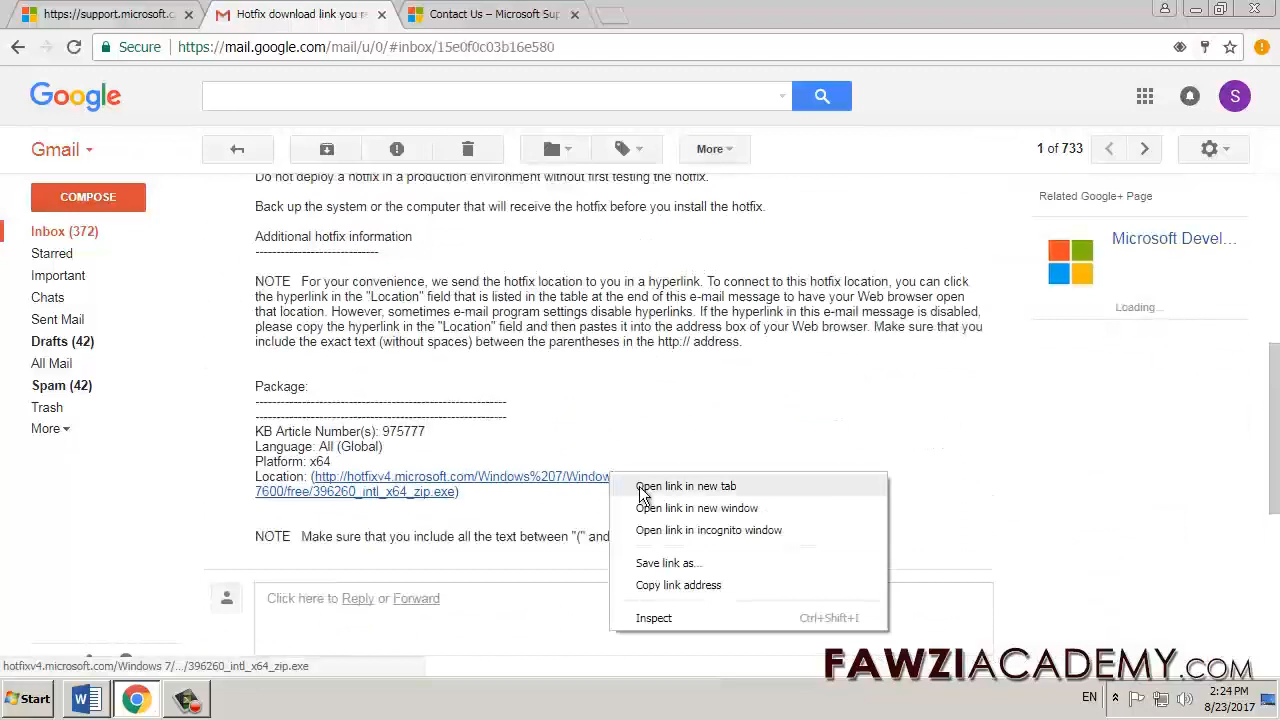 https://support.microsoft.c
Hotfix download link you r
Contact Us – Microsoft Sup
Secure
https://mail.google.com/mail/u/0/#inbox/15e0f0c03b16e580
Google
S
Gmail
More
1 of 733
COMPOSE
Inbox (372)
Starred
Important
Chats
Sent Mail
Drafts (42)
All Mail
Spam (42)
Trash
More
Do not deploy a hotfix in a production environment without first testing the hotfix.
Back up the system or the computer that will receive the hotfix before you install the hotfix.
Additional hotfix information
-----------------------------
NOTE For your convenience, we send the hotfix location to you in a hyperlink. To connect to this hotfix location, you can click
the hyperlink in the "Location" field that is listed in the table at the end of this e-mail message to have your Web browser open
that location. However, sometimes e-mail program settings disable hyperlinks. If the hyperlink in this e-mail message is disabled,
please copy the hyperlink in the "Location" field and then pastes it into the address box of your Web browser. Make sure that you
include the exact text (without spaces) between the parentheses in the http:// address.
Package:
-----------------------------------------------------------
-----------------------------------------------------------
KB Article Number(s): 975777
Language: All (Global)
Platform: x64
Location: (http://hotfixv4.microsoft.com/Windows%207/Window
7600/free/396260_intl_x64_zip.exe)
NOTE Make sure that you include all the text between "(" and
Click here to Reply or Forward
Related Google+ Page
Microsoft Devel...
Loading...
Open link in new tab
Open link in new window
Open link in incognito window
Save link as...
Copy link address
Inspect Ctrl+Shift+I
hotfixv4.microsoft.com/Windows 7/.../396260_intl_x64_zip.exe
FAWZIACADEMY.COM
Start
EN
2:24 PM
8/23/2017